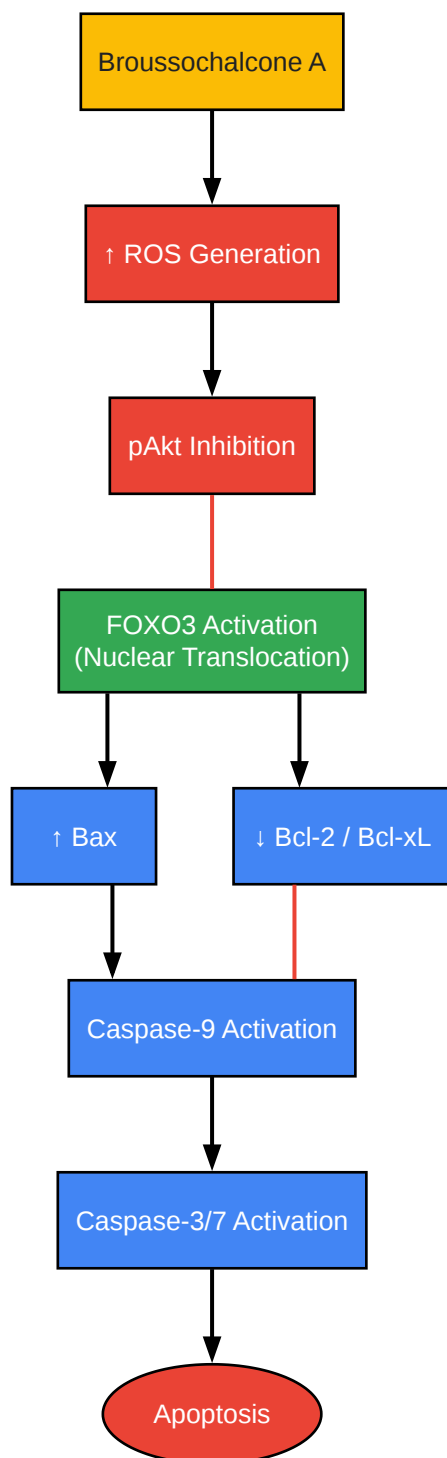 Broussochalcone A
↑ ROS Generation
pAkt Inhibition
FOXO3 Activation
(Nuclear Translocation)
↑ Bax
↓ Bcl-2 / Bcl-xL
Caspase-9 Activation
Caspase-3/7 Activation
Apoptosis